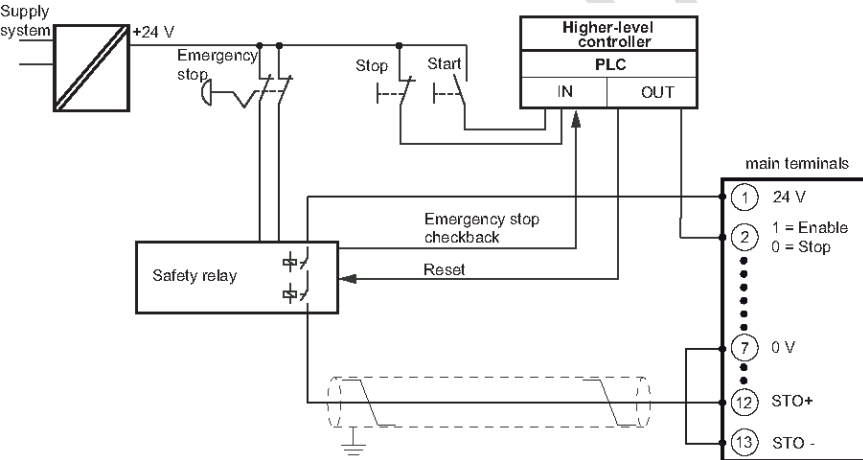 Supply
system
+24 V
Emergency
stop
Stop
Start
Higher-level
controller
PLC
IN
OUT
main terminals
1
24 V
2
1 = Enable
0 = Stop
Emergency stop
checkback
Safety relay
Reset
7
0 V
12
STO+
13
STO -